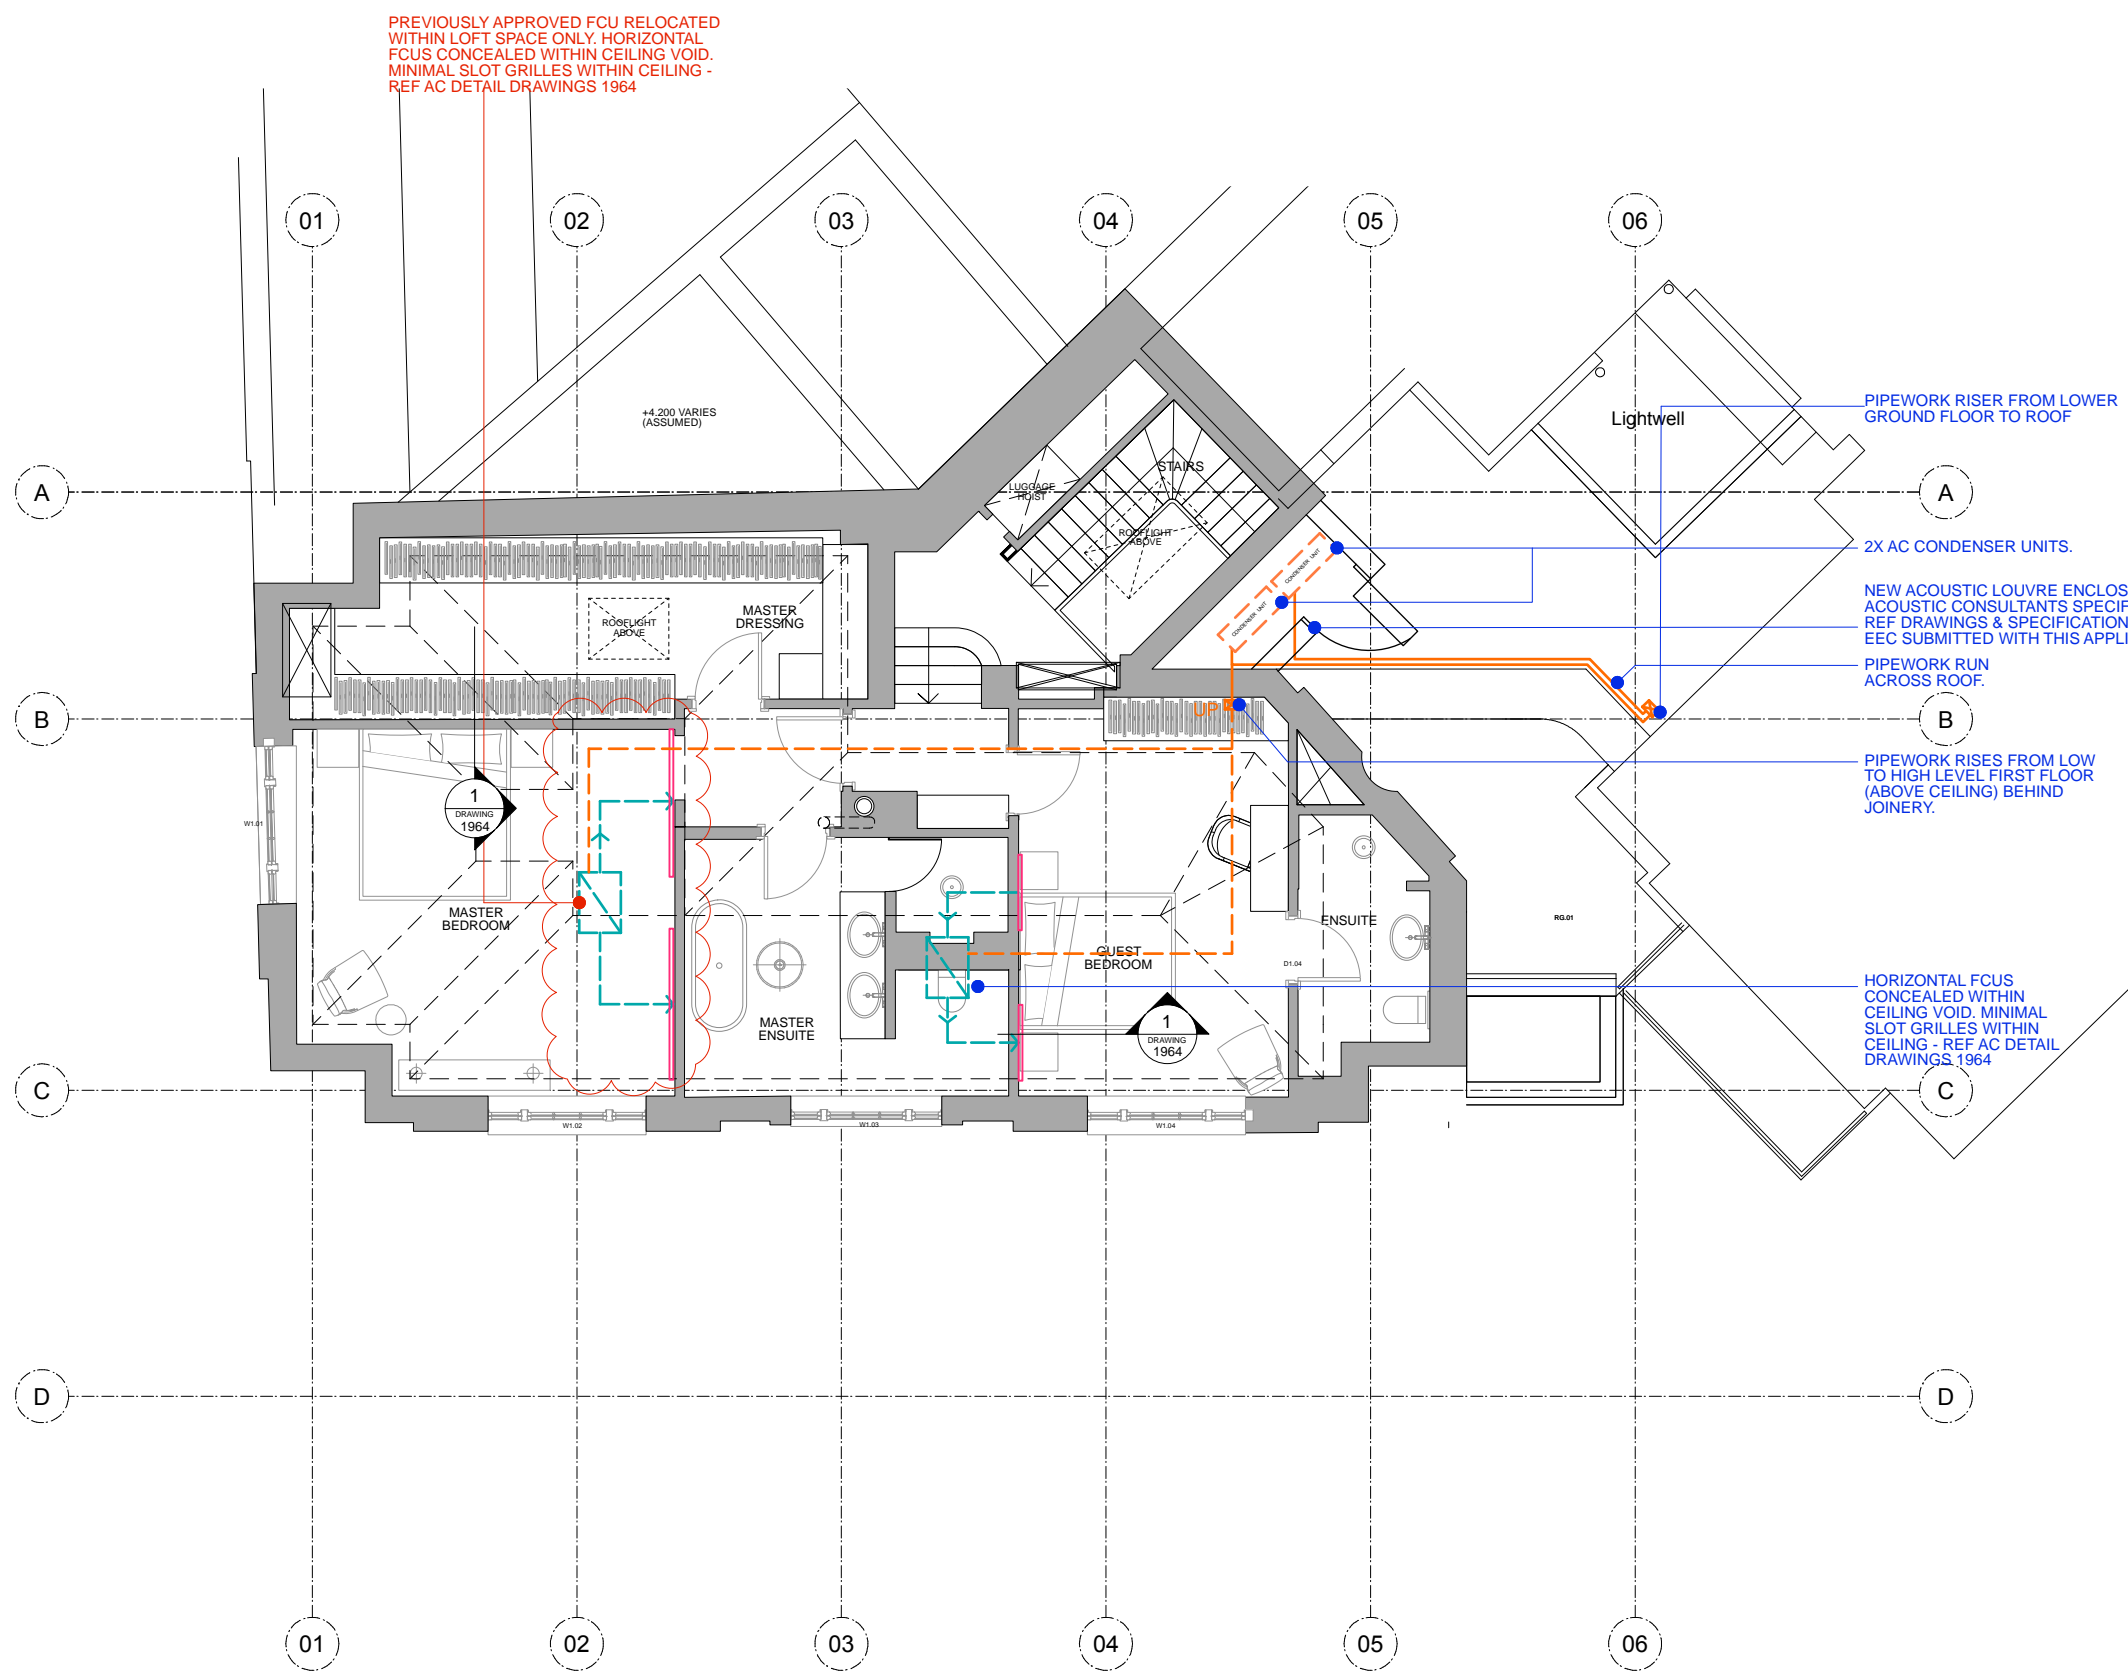 PREVIOUSLY APPROVED FCU RELOCATED
WITHIN LOFT SPACE ONLY. HORIZONTAL
FCUS CONCEALED WITHIN CEILING VOID.
MINIMAL SLOT GRILLES WITHIN CEILING -
REF AC DETAIL DRAWINGS 1964
01
02
03
04
05
06
+4.200 VARIES
(ASSUMED)
Lightwell
PIPEWORK RISER FROM LOWER
GROUND FLOOR TO ROOF
A
A
STAIRS
LUGGAGE
HOIST
ROOFLIGHT
ABOVE
2X AC CONDENSER UNITS.
CONDENSER UNIT
CONDENSER UNIT
NEW ACOUSTIC LOUVRE ENCLOS
ACOUSTIC CONSULTANTS SPECIF
REF DRAWINGS & SPECIFICATION
EEC SUBMITTED WITH THIS APPLI
MASTER
DRESSING
ROOFLIGHT
ABOVE
PIPEWORK RUN
ACROSS ROOF.
B
UP
B
PIPEWORK RISES FROM LOW
TO HIGH LEVEL FIRST FLOOR
(ABOVE CEILING) BEHIND
JOINERY.
1
DRAWING
1964
W1.01
MASTER
BEDROOM
ENSUITE
RG.01
GUEST
BEDROOM
D1.04
HORIZONTAL FCUS
CONCEALED WITHIN
CEILING VOID. MINIMAL
SLOT GRILLES WITHIN
CEILING - REF AC DETAIL
DRAWINGS 1964
MASTER
ENSUITE
1
DRAWING
1964
C
C
W1.02
W1.03
W1.04
D
D
01
02
03
04
05
06